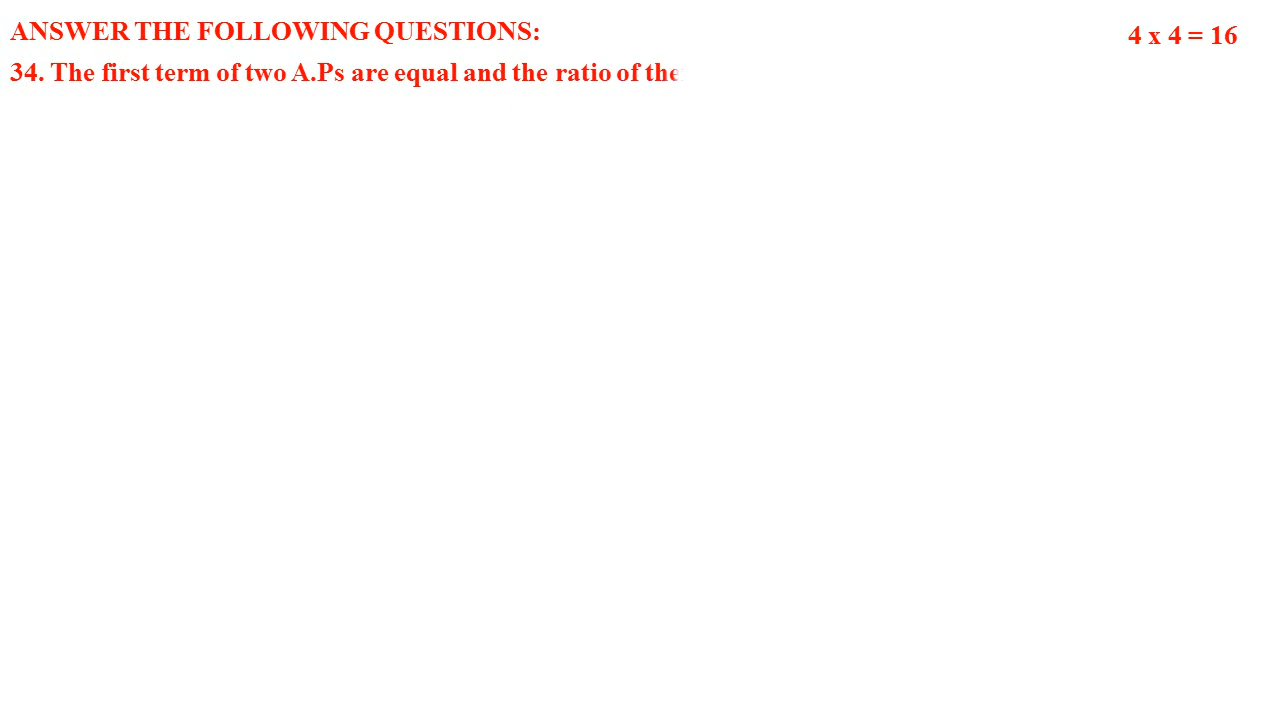 ANSWER THE FOLLOWING QUESTIONS: 4 x 4 = 16
34. The first term of two A.Ps are equal and the ratio of the